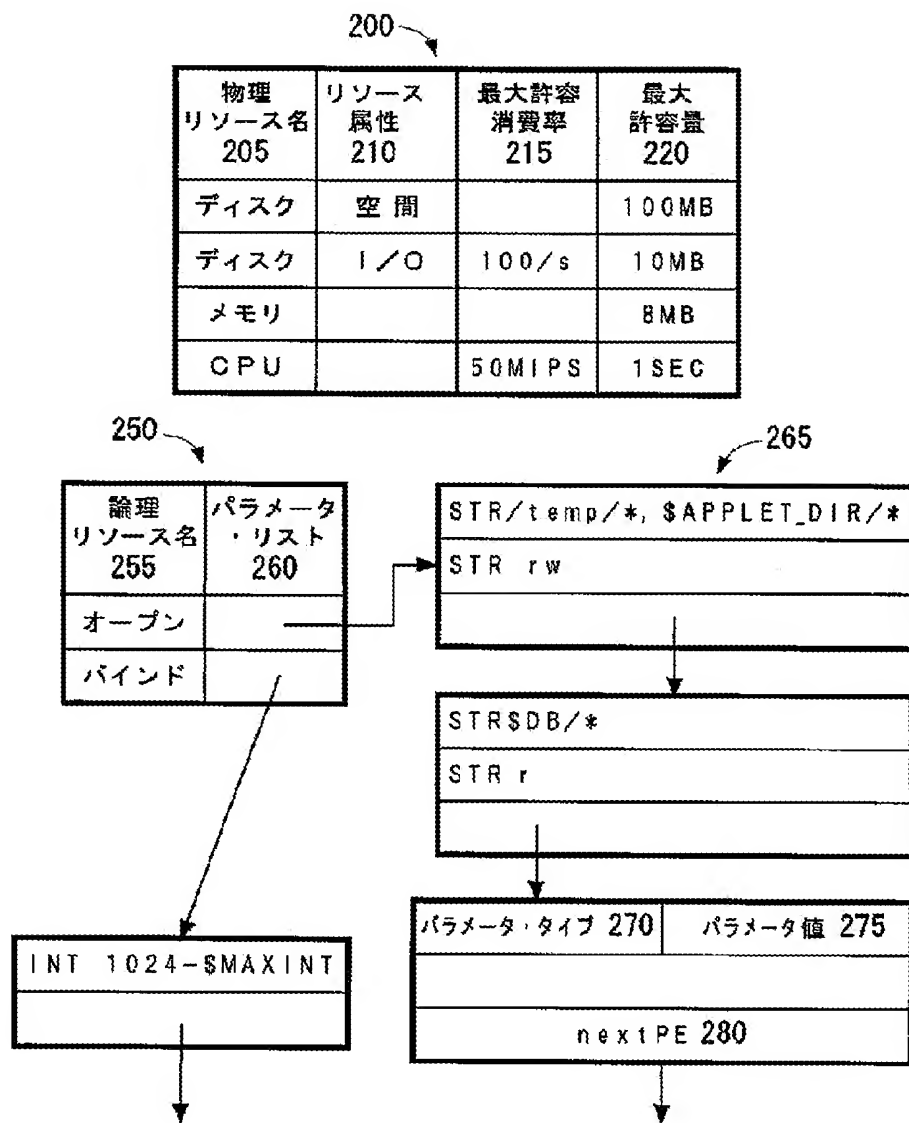 200
物理
リソース名
205
リソース
属性
210
最大許容
消費率
215
最大
許容量
220
ディスク 空間 100MB
ディスク I/O 100/s 10MB
メモリ 8MB
CPU 50MIPS 1SEC
250
論理
リソース名
255
パラメータ
・リスト
260
オープン
バインド
265
STR/temp/*, $APPLET_DIR/*
STR rw
STR$DB/*
STR r
パラメータ・タイプ 270 パラメータ値 275
nextPE 280
INT 1024-$MAXINT